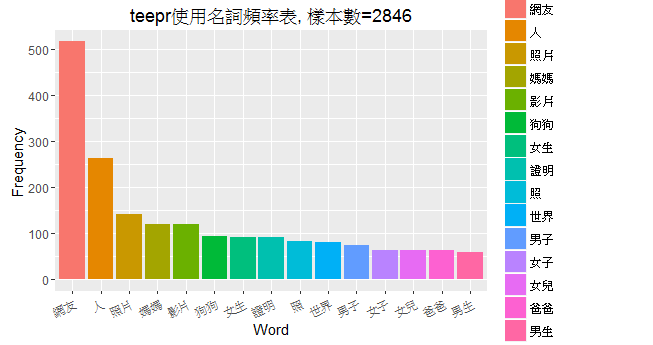 teepr使用名詞頻率表, 樣本數=2846
500
400
300
200
100
0
Frequency
網友
人
照片
媽媽
影片
狗狗
女生
證明
照
世界
男子
女子
女兒
爸爸
男生
Word
網友
人
照片
媽媽
影片
狗狗
女生
證明
照
世界
男子
女子
女兒
爸爸
男生